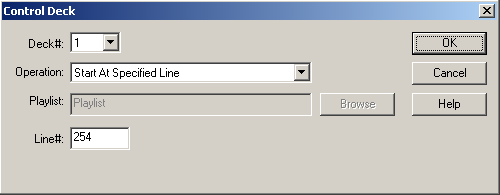 Control Deck
Deck#: 1 OK
Operation: Start At Specified Line Cancel
Playlist: Playlist Browse Help
Line#: 254